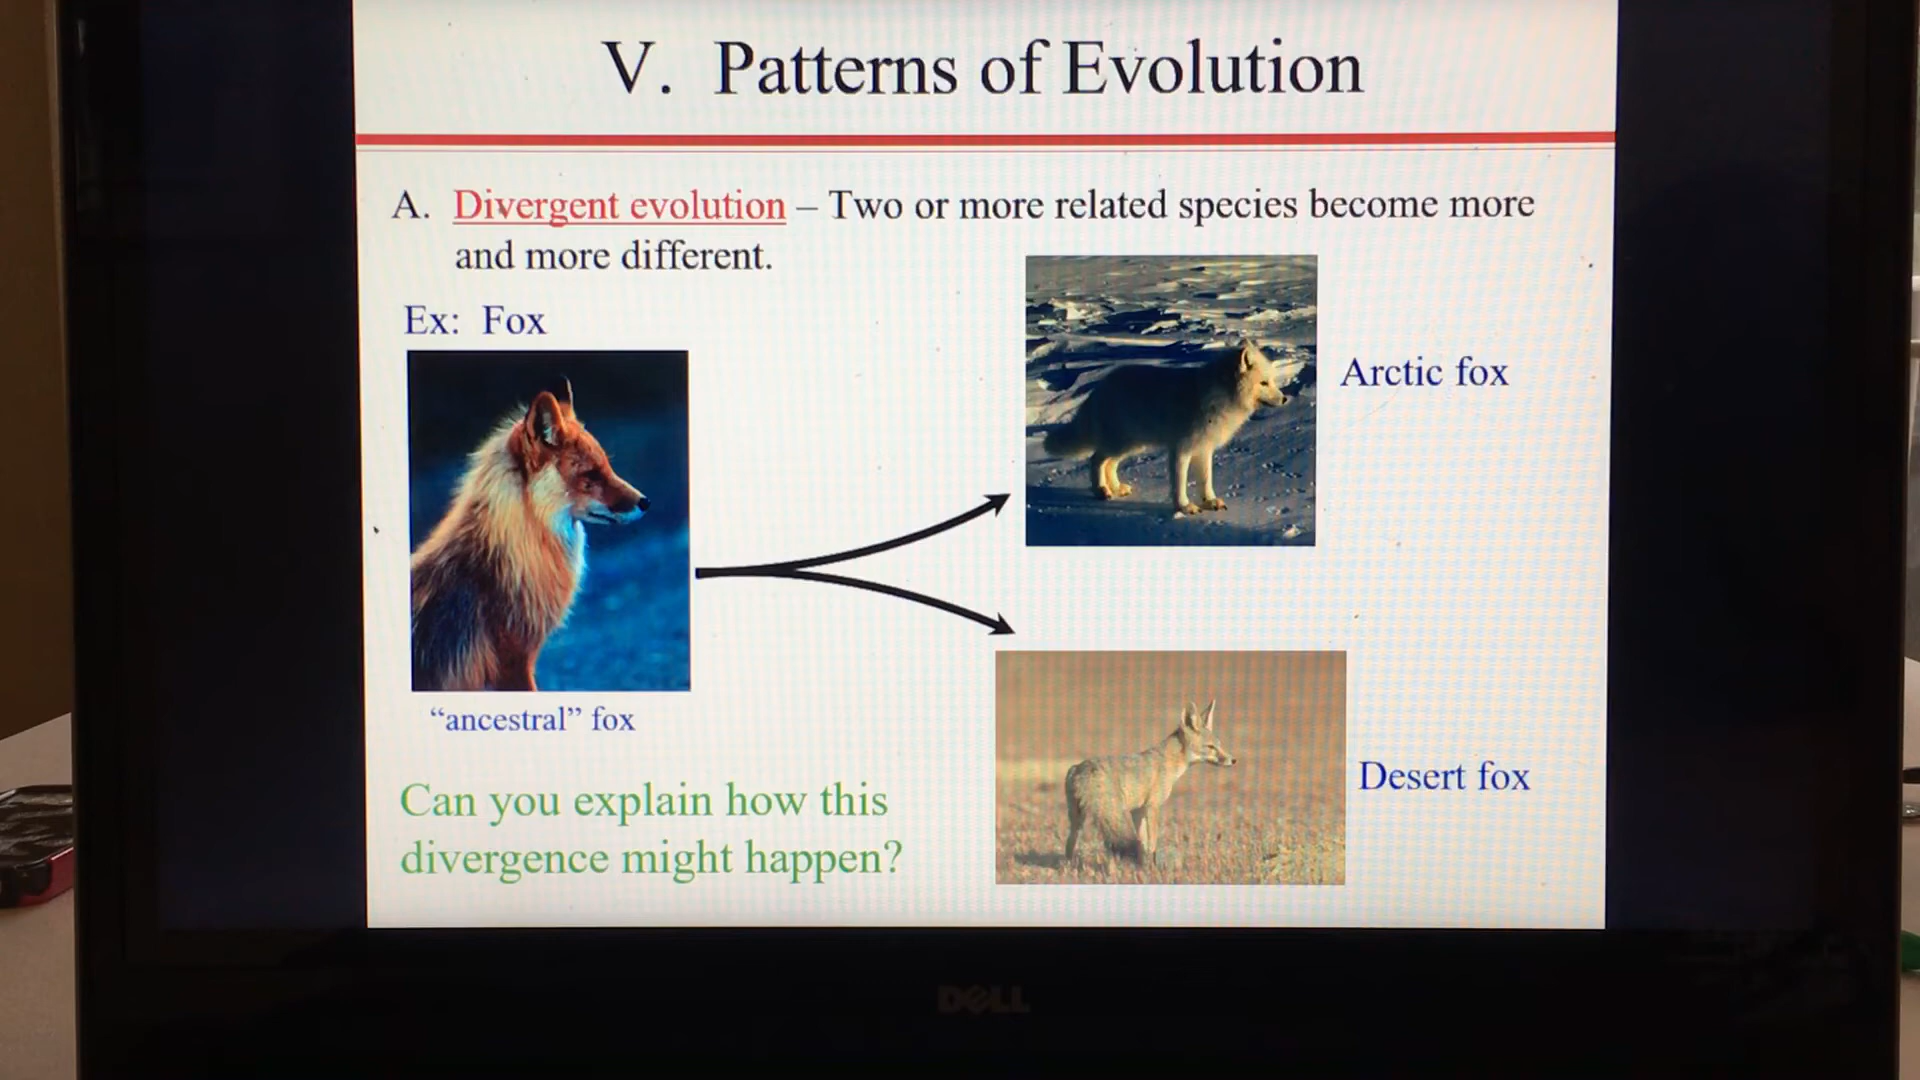 V. Patterns of Evolution
A. Divergent evolution – Two or more related species become more
and more different.
Ex: Fox
Arctic fox
“ancestral” fox
Desert fox
Can you explain how this
divergence might happen?
DELL